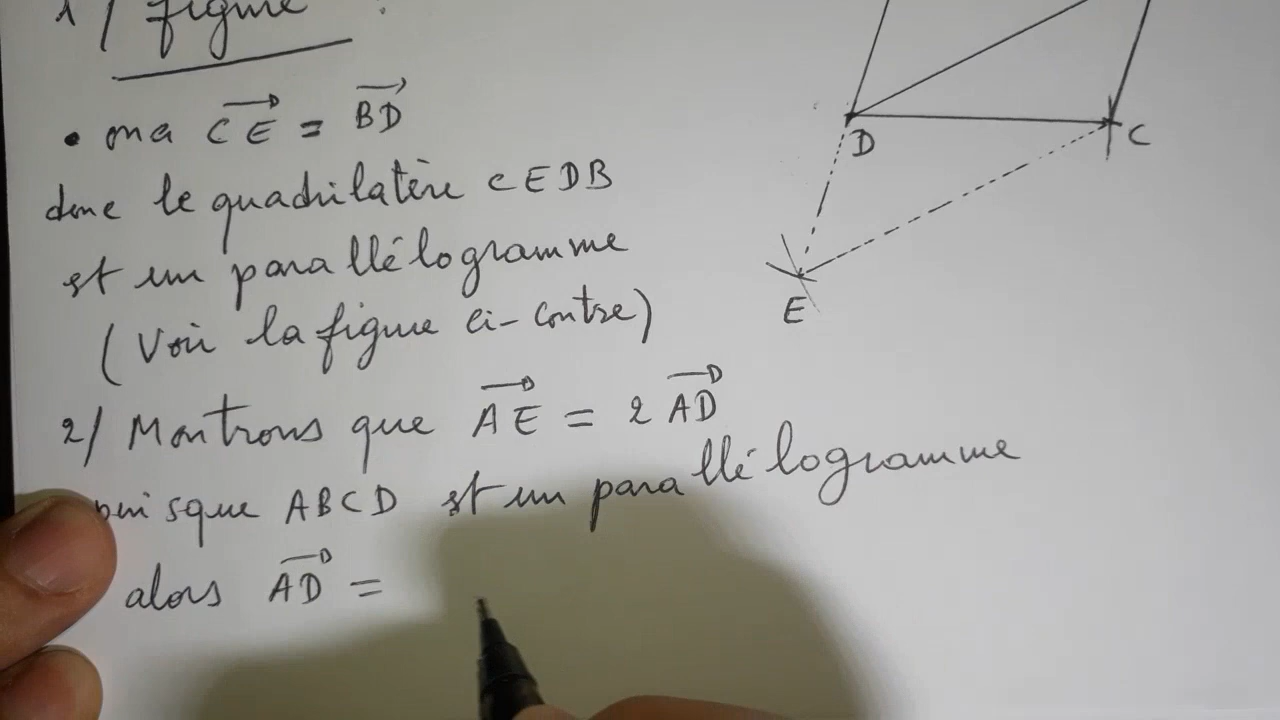 1/ figure :
• on a CE = BD
donc le quadrilatère CEDB
est un parallélogramme
(Voir la figure ci-contre)
2/ Montrons que AE = 2 AD
puisque ABCD est un parallélogramme
alors AD =
D
C
E